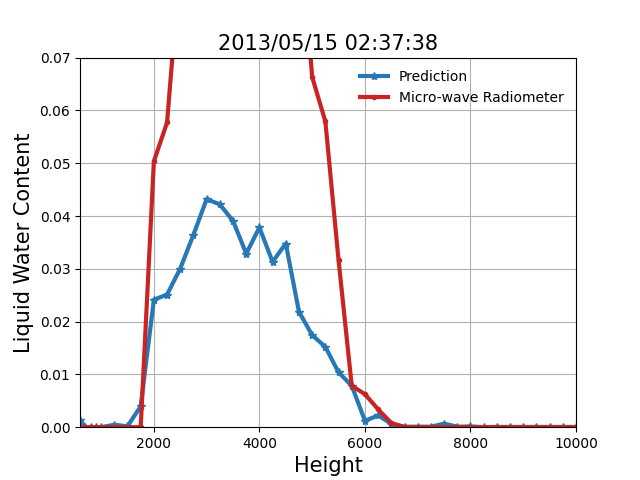 2013/05/15 02:37:38
Prediction
Micro-wave Radiometer
Liquid Water Content
0.07
0.06
0.05
0.04
0.03
0.02
0.01
0.00
2000 4000 6000 8000 10000
Height